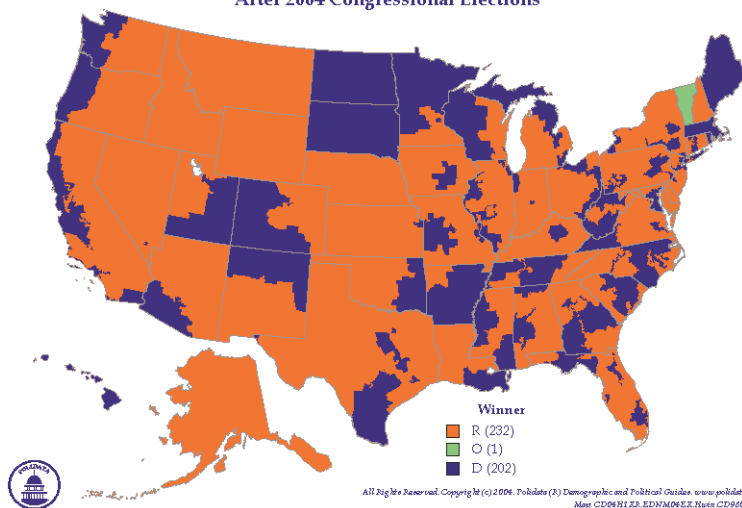 After 2004 Congressional Elections
Winner
R (232)
O (1)
D (202)
POLIDATA
All Rights Reserved. Copyright (c) 2004. Polidata (R) Demographic and Political Guides. www.polidat